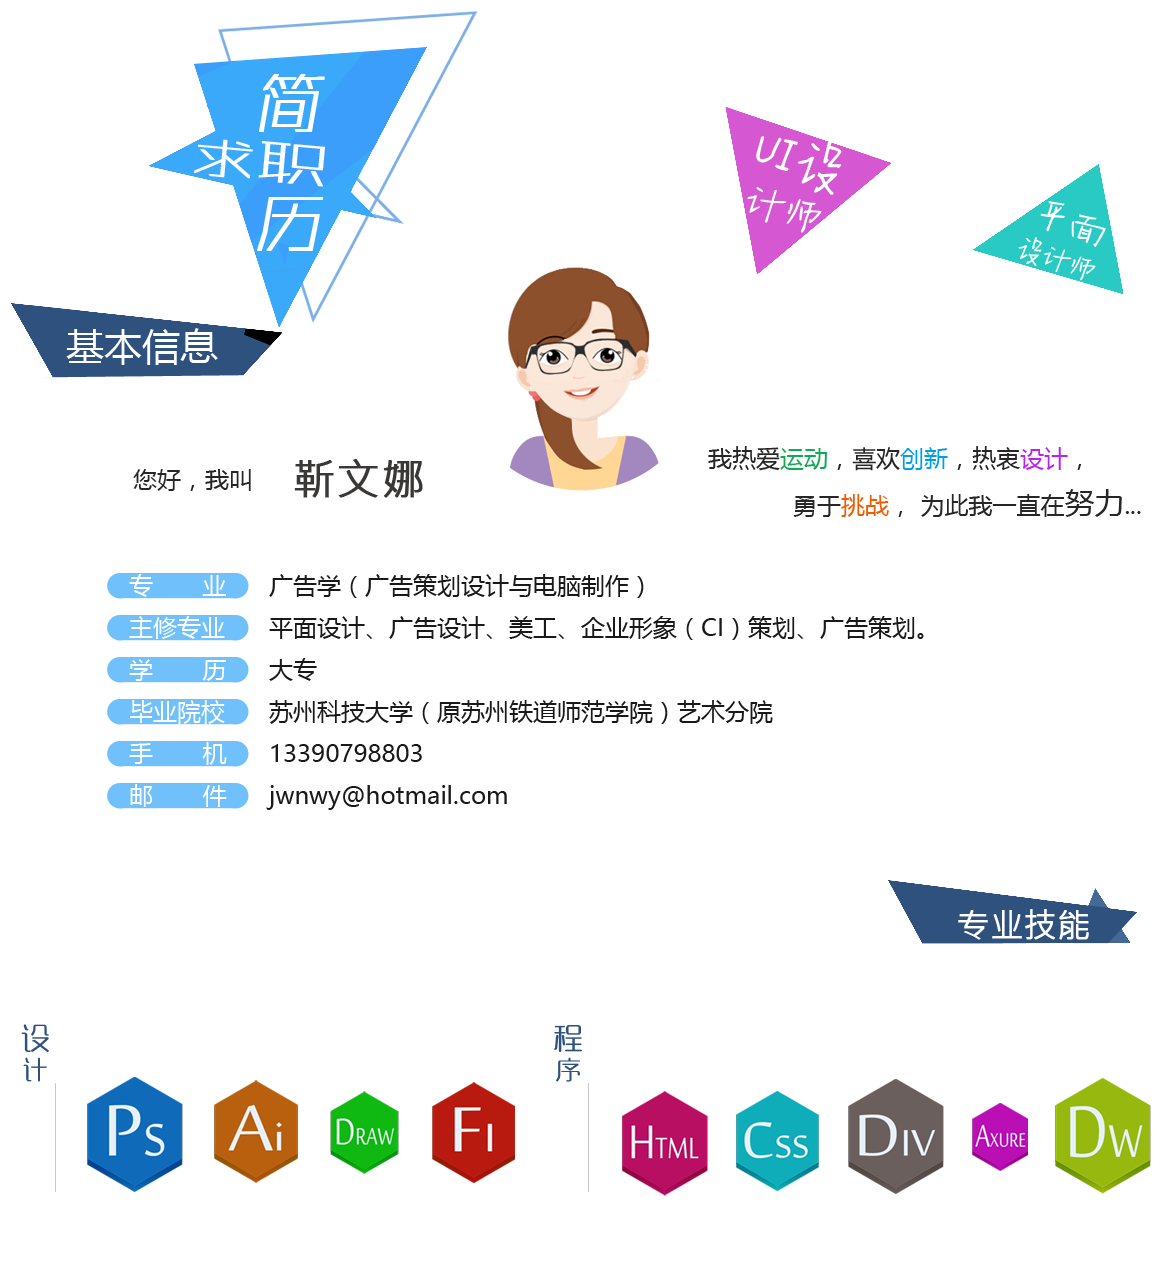 简
求职
历
UI设
计师
平面
设计师
基本信息
您好，我叫 靳文娜
我热爱运动，喜欢创新，热衷设计，
勇于挑战， 为此我一直在努力...
专 业 广告学（广告策划设计与电脑制作）
主修专业 平面设计、广告设计、美工、企业形象（CI）策划、广告策划。
学 历 大专
毕业院校 苏州科技大学（原苏州铁道师范学院）艺术分院
手 机 13390798803
邮 件 jwnwy@hotmail.com
专业技能
设
计
PS
Ai
DRAW
FI
程
序
HTML
CSS
DIV
AXURE
DW